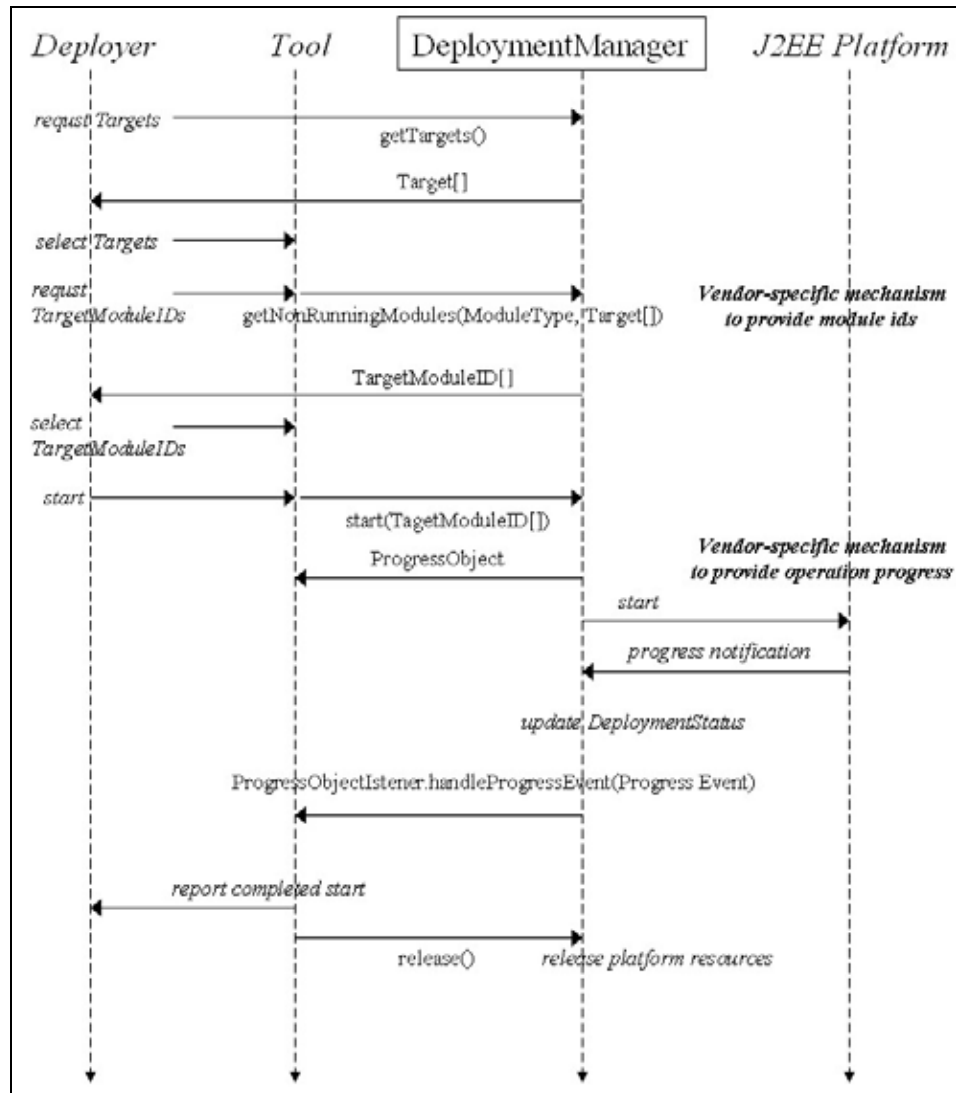 Deployer Tool DeploymentManager J2EE Platform
requst Targets
getTargets()
Target[]
select Targets
requst
TargetModuleIDs
getNonRunningModules(ModuleType, Target[])
Vendor-specific mechanism
to provide module ids
TargetModuleID[]
select
TargetModuleIDs
start
start(TagetModuleID[])
Vendor-specific mechanism
to provide operation progress
ProgressObject
start
progress notification
update DeploymentStatus
ProgressObjectIstener.handleProgressEvent(Progress Event)
report completed start
release()
release platform resources